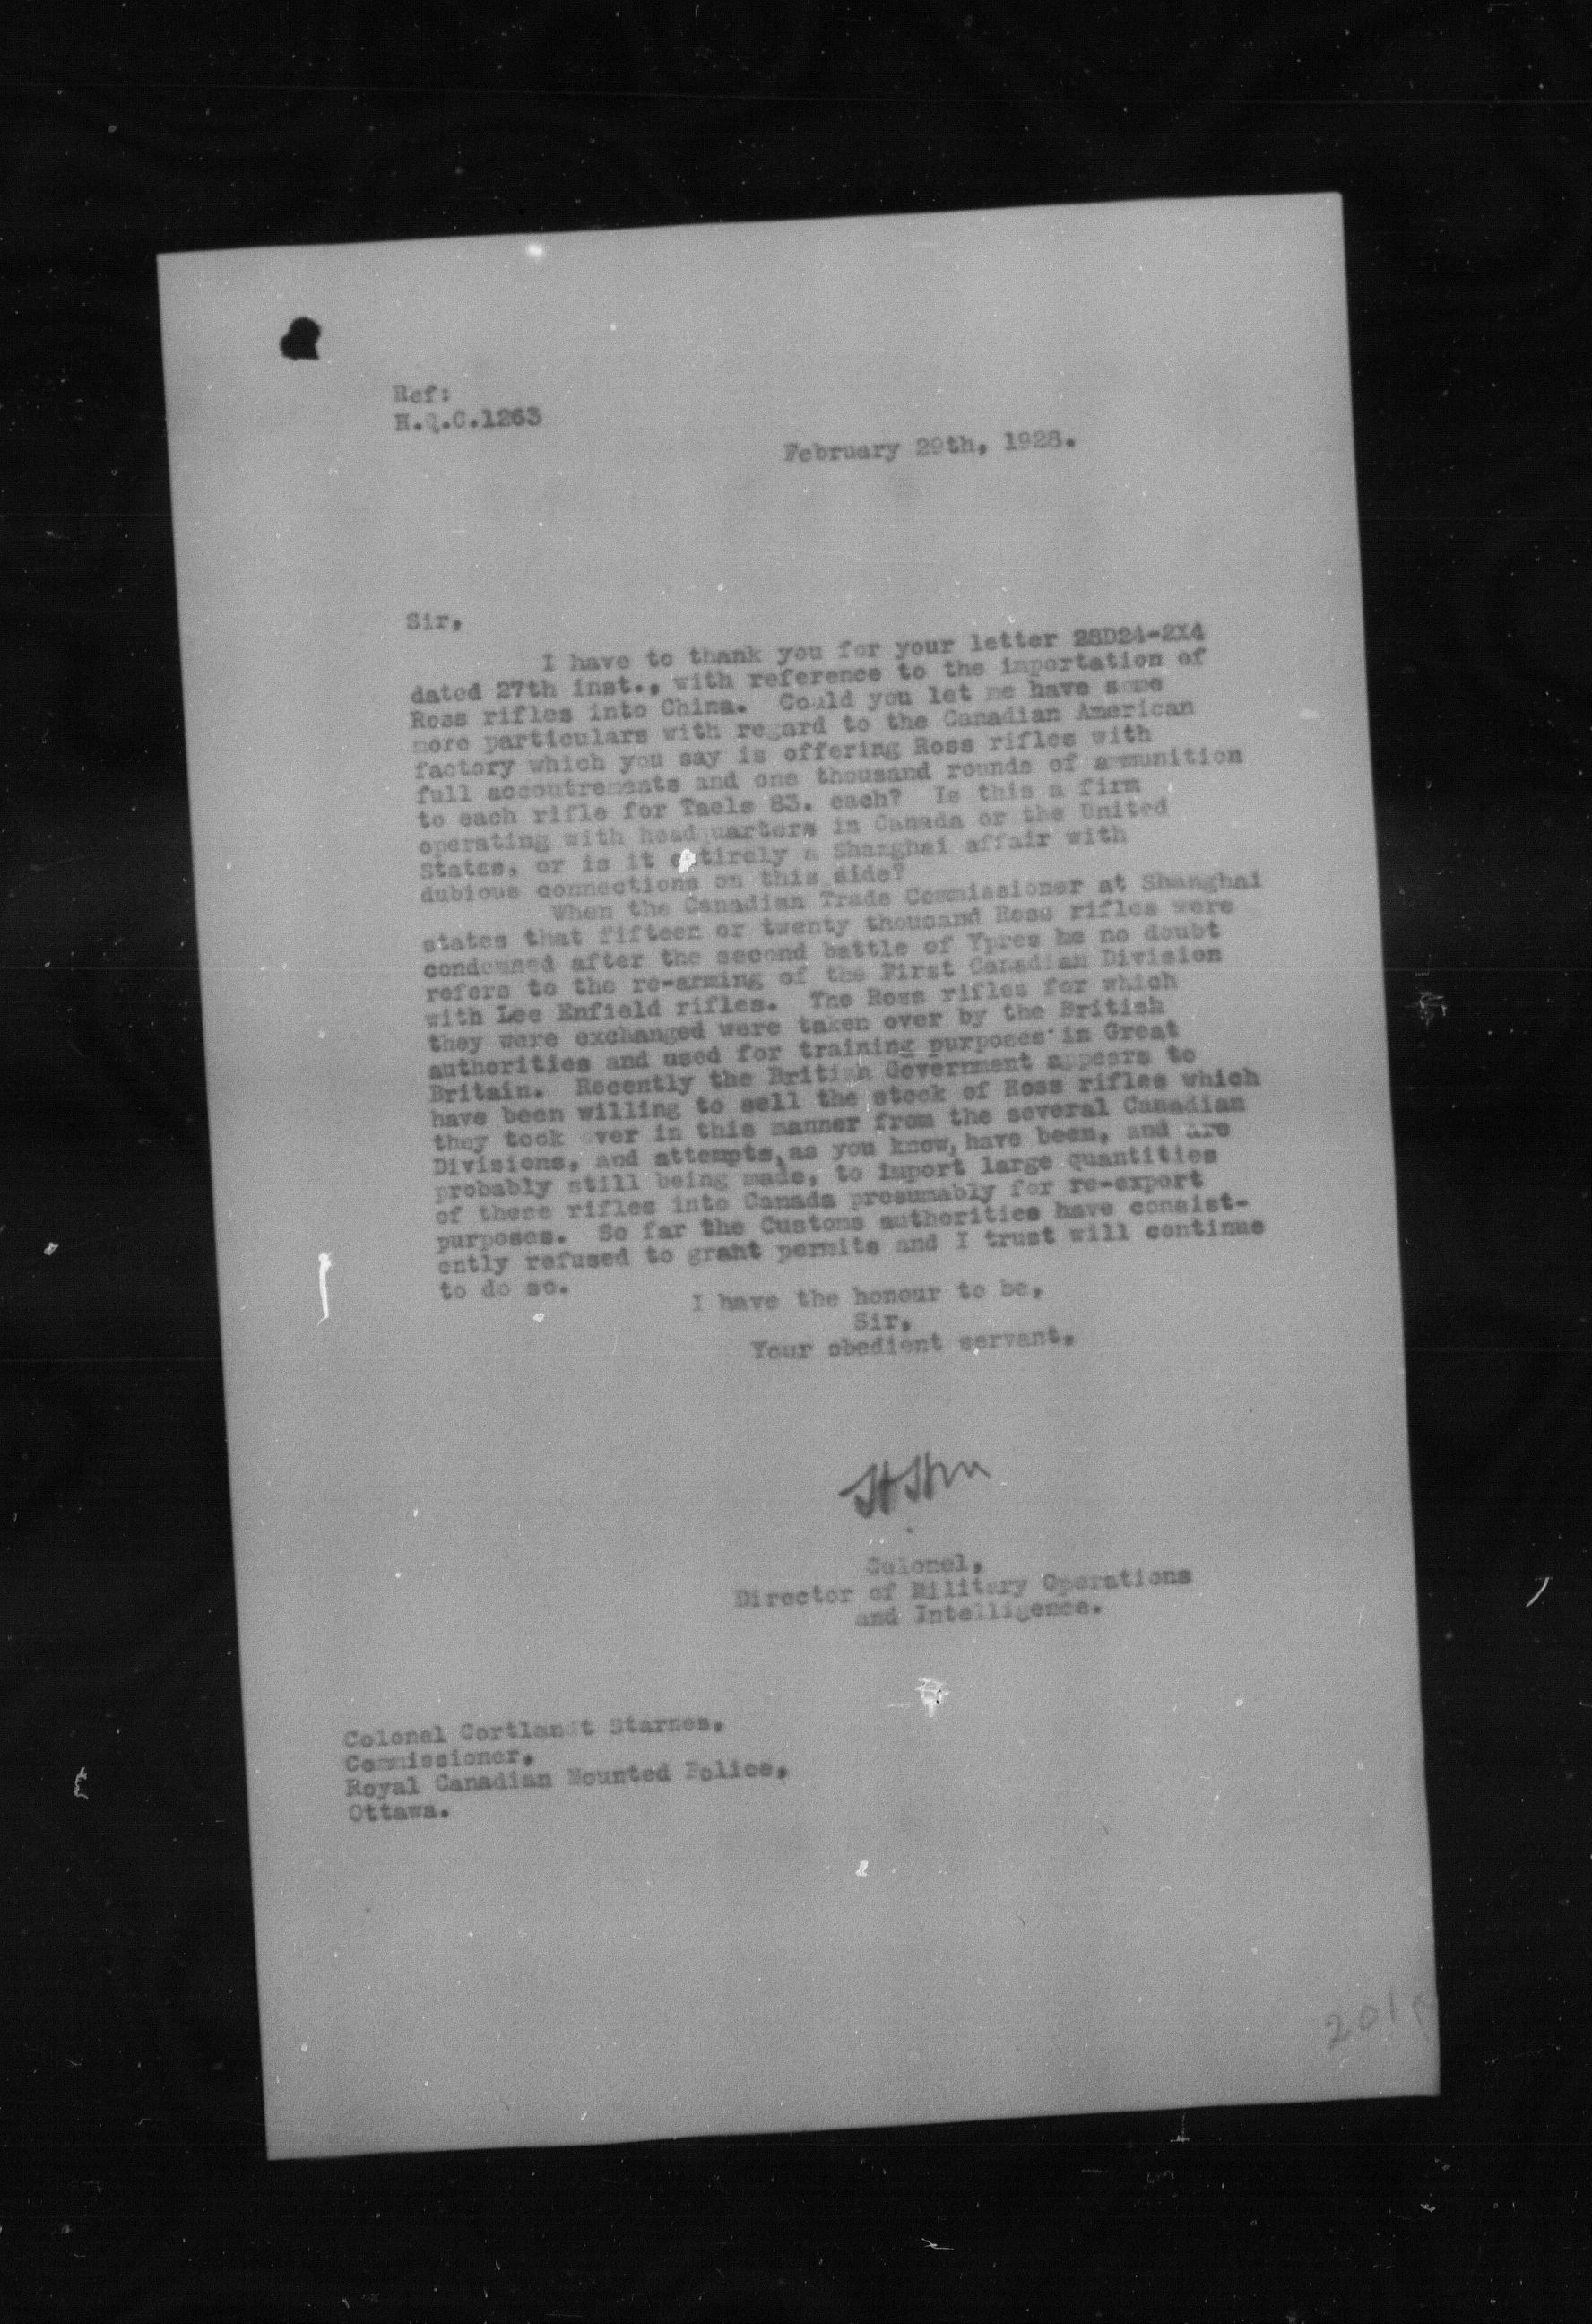 Ref:
H.Q.C.1263
February 29th, 1928.
Sir,
I have to thank you for your letter 28D24-2X4
dated 27th inst., with reference to the importation of
Ross rifles into China. Could you let me have some
more particulars with regard to the Canadian American
factory which you say is offering Ross rifles with
full accoutrements and one thousand rounds of ammunition
to each rifle for Taels 83. each? Is this a firm
operating with headquarters in Canada or the United
States, or is it entirely a Shanghai affair with
dubious connections on this side?
When the Canadian Trade Commissioner at Shanghai
states that fifteen or twenty thousand Ross rifles were
condemned after the second battle of Ypres he no doubt
refers to the re-arming of the First Canadian Division
with Lee Enfield rifles. The Ross rifles for which
they were exchanged were taken over by the British
authorities and used for training purposes in Great
Britain. Recently the British Government appears to
have been willing to sell the stock of Ross rifles which
they took over in this manner from the several Canadian
Divisions, and attempts, as you know, have been, and are
probably still being made, to import large quantities
of these rifles into Canada presumably for re-export
purposes. So far the Customs authorities have consist-
ently refused to grant permits and I trust will continue
to do so.
I have the honour to be,
Sir,
Your obedient servant,
Colonel,
Director of Military Operations
and Intelligence.
Colonel Cortlandt Starnes,
Commissioner,
Royal Canadian Mounted Police,
Ottawa.
201